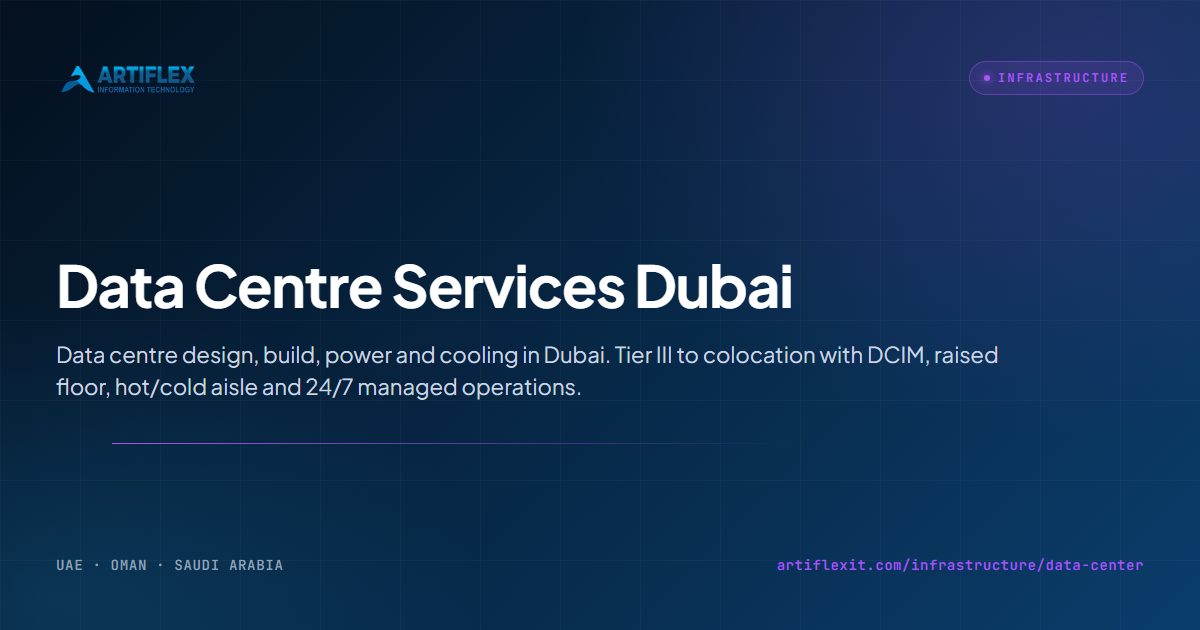 ARTIFLEX
INFORMATION TECHNOLOGY
INFRASTRUCTURE
Data Centre Services Dubai
Data centre design, build, power and cooling in Dubai. Tier III to colocation with DCIM, raised
floor, hot/cold aisle and 24/7 managed operations.
UAE · OMAN · SAUDI ARABIA
artiflexit.com/infrastructure/data-center